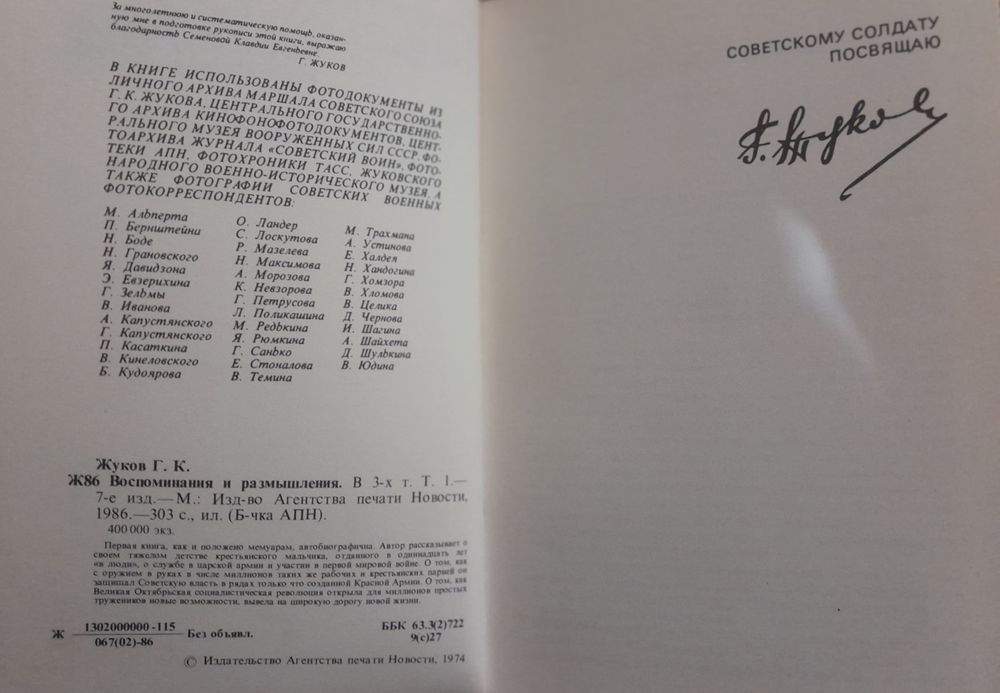 За многолетнюю и систематическую помощь, оказан-
ную мне в подготовке рукописи этой книги, выражаю
благодарность Семеновой Клавдии Евгеньевне.
Г. ЖУКОВ
В КНИГЕ ИСПОЛЬЗОВАНЫ ФОТОДОКУМЕНТЫ ИЗ
ЛИЧНОГО АРХИВА МАРШАЛА СОВЕТСКОГО СОЮЗА
Г. К. ЖУКОВА, ЦЕНТРАЛЬНОГО ГОСУДАРСТВЕННО-
ГО АРХИВА КИНОФОНОФОТОДОКУМЕНТОВ, ЦЕНТ-
РАЛЬНОГО МУЗЕЯ ВООРУЖЕННЫХ СИЛ СССР, ФО-
ТОАРХИВА ЖУРНАЛА «СОВЕТСКИЙ ВОИН», ФОТО-
ТЕКИ АПН, ФОТОХРОНИКИ ТАСС, ЖУКОВСКОГО
НАРОДНОГО ВОЕННО-ИСТОРИЧЕСКОГО МУЗЕЯ, А
ТАКЖЕ ФОТОГРАФИИ СОВЕТСКИХ ВОЕННЫХ
ФОТОКОРРЕСПОНДЕНТОВ:
М. Альперта
П. Бернштейна
Н. Боде
Н. Грановского
Я. Давидзона
Э. Евзерихина
Г. Зельмы
В. Иванова
А. Капустянского
Г. Капустянского
П. Касаткина
В. Кинеловского
Б. Кудоярова
О. Ландер
С. Лоскутова
Р. Мазелева
Н. Максимова
А. Морозова
К. Невзорова
Г. Петрусова
Л. Поликашина
М. Редькина
Я. Рюмкина
Г. Санько
Е. Стоналова
В. Темина
М. Трахмана
А. Устинова
Е. Халдея
Н. Хандогина
Г. Хомзора
В. Хломова
В. Целика
Д. Чернова
И. Шагина
А. Шайхета
Д. Шулькина
В. Юдина
Жуков Г. К.
Ж86 Воспоминания и размышления. В 3-х т. Т. 1.—
7-е изд.—М.: Изд-во Агентства печати Новости,
1986.—303 с., ил. (Б-чка АПН).
400 000 экз.
Первая книга, как и положено мемуарам, автобиографична. Автор рассказывает о
своем тяжелом детстве крестьянского мальчика, отданного в одиннадцать лет
«в люди», о службе в царской армии и участии в первой мировой войне. О том, как
с оружием в руках в числе миллионов таких же рабочих и крестьянских парней он
защищал Советскую власть в рядах только что созданной Красной Армии. О том, как
Великая Октябрьская социалистическая революция открыла для миллионов простых
тружеников новые возможности, вывела на широкую дорогу новой жизни.
Ж 1302000000-115 Без объявл.
067(02)-86
ББК 63.3(2)722
9(с)27
© Издательство Агентства печати Новости, 1974
СОВЕТСКОМУ СОЛДАТУ
ПОСВЯЩАЮ
Г. Жуков